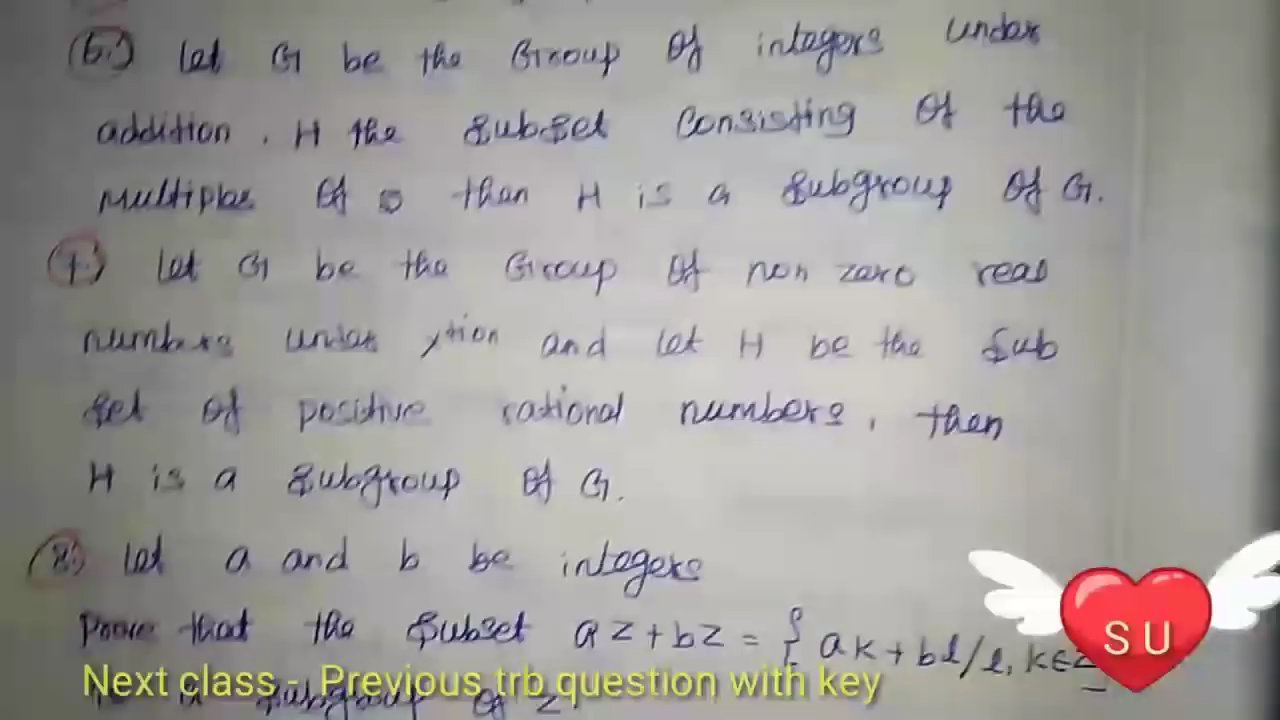 6.) Let G be the Group Of integers under
addition. H the subset Consisting Of the
multiples Of 5 then H is a subgroup Of G.
7.) Let G be the Group Of non zero real
numbers under xtion and let H be the sub
set Of positive rational numbers, then
H is a subgroup Of G.
8.) Let a and b be integers
Prove that the subset aZ+bZ = { ak+bl/l, k∈Z
subgroup Of Z
Next class - Previous trb question with key
S U